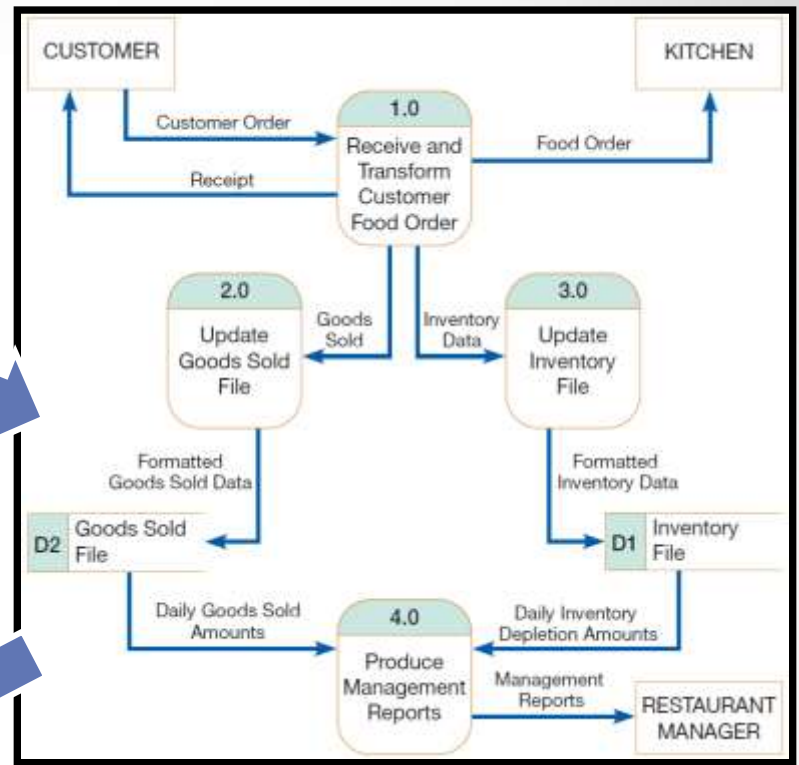 CUSTOMER
KITCHEN
1.0
Receive and
Transform
Customer
Food Order
Customer Order
Receipt
Food Order
2.0
Update
Goods Sold
File
Goods
Sold
Inventory
Data
3.0
Update
Inventory
File
Formatted
Goods Sold Data
Formatted
Inventory Data
D2
Goods Sold
File
D1
Inventory
File
Daily Goods Sold
Amounts
4.0
Produce
Management
Reports
Daily Inventory
Depletion Amounts
Management
Reports
RESTAURANT
MANAGER